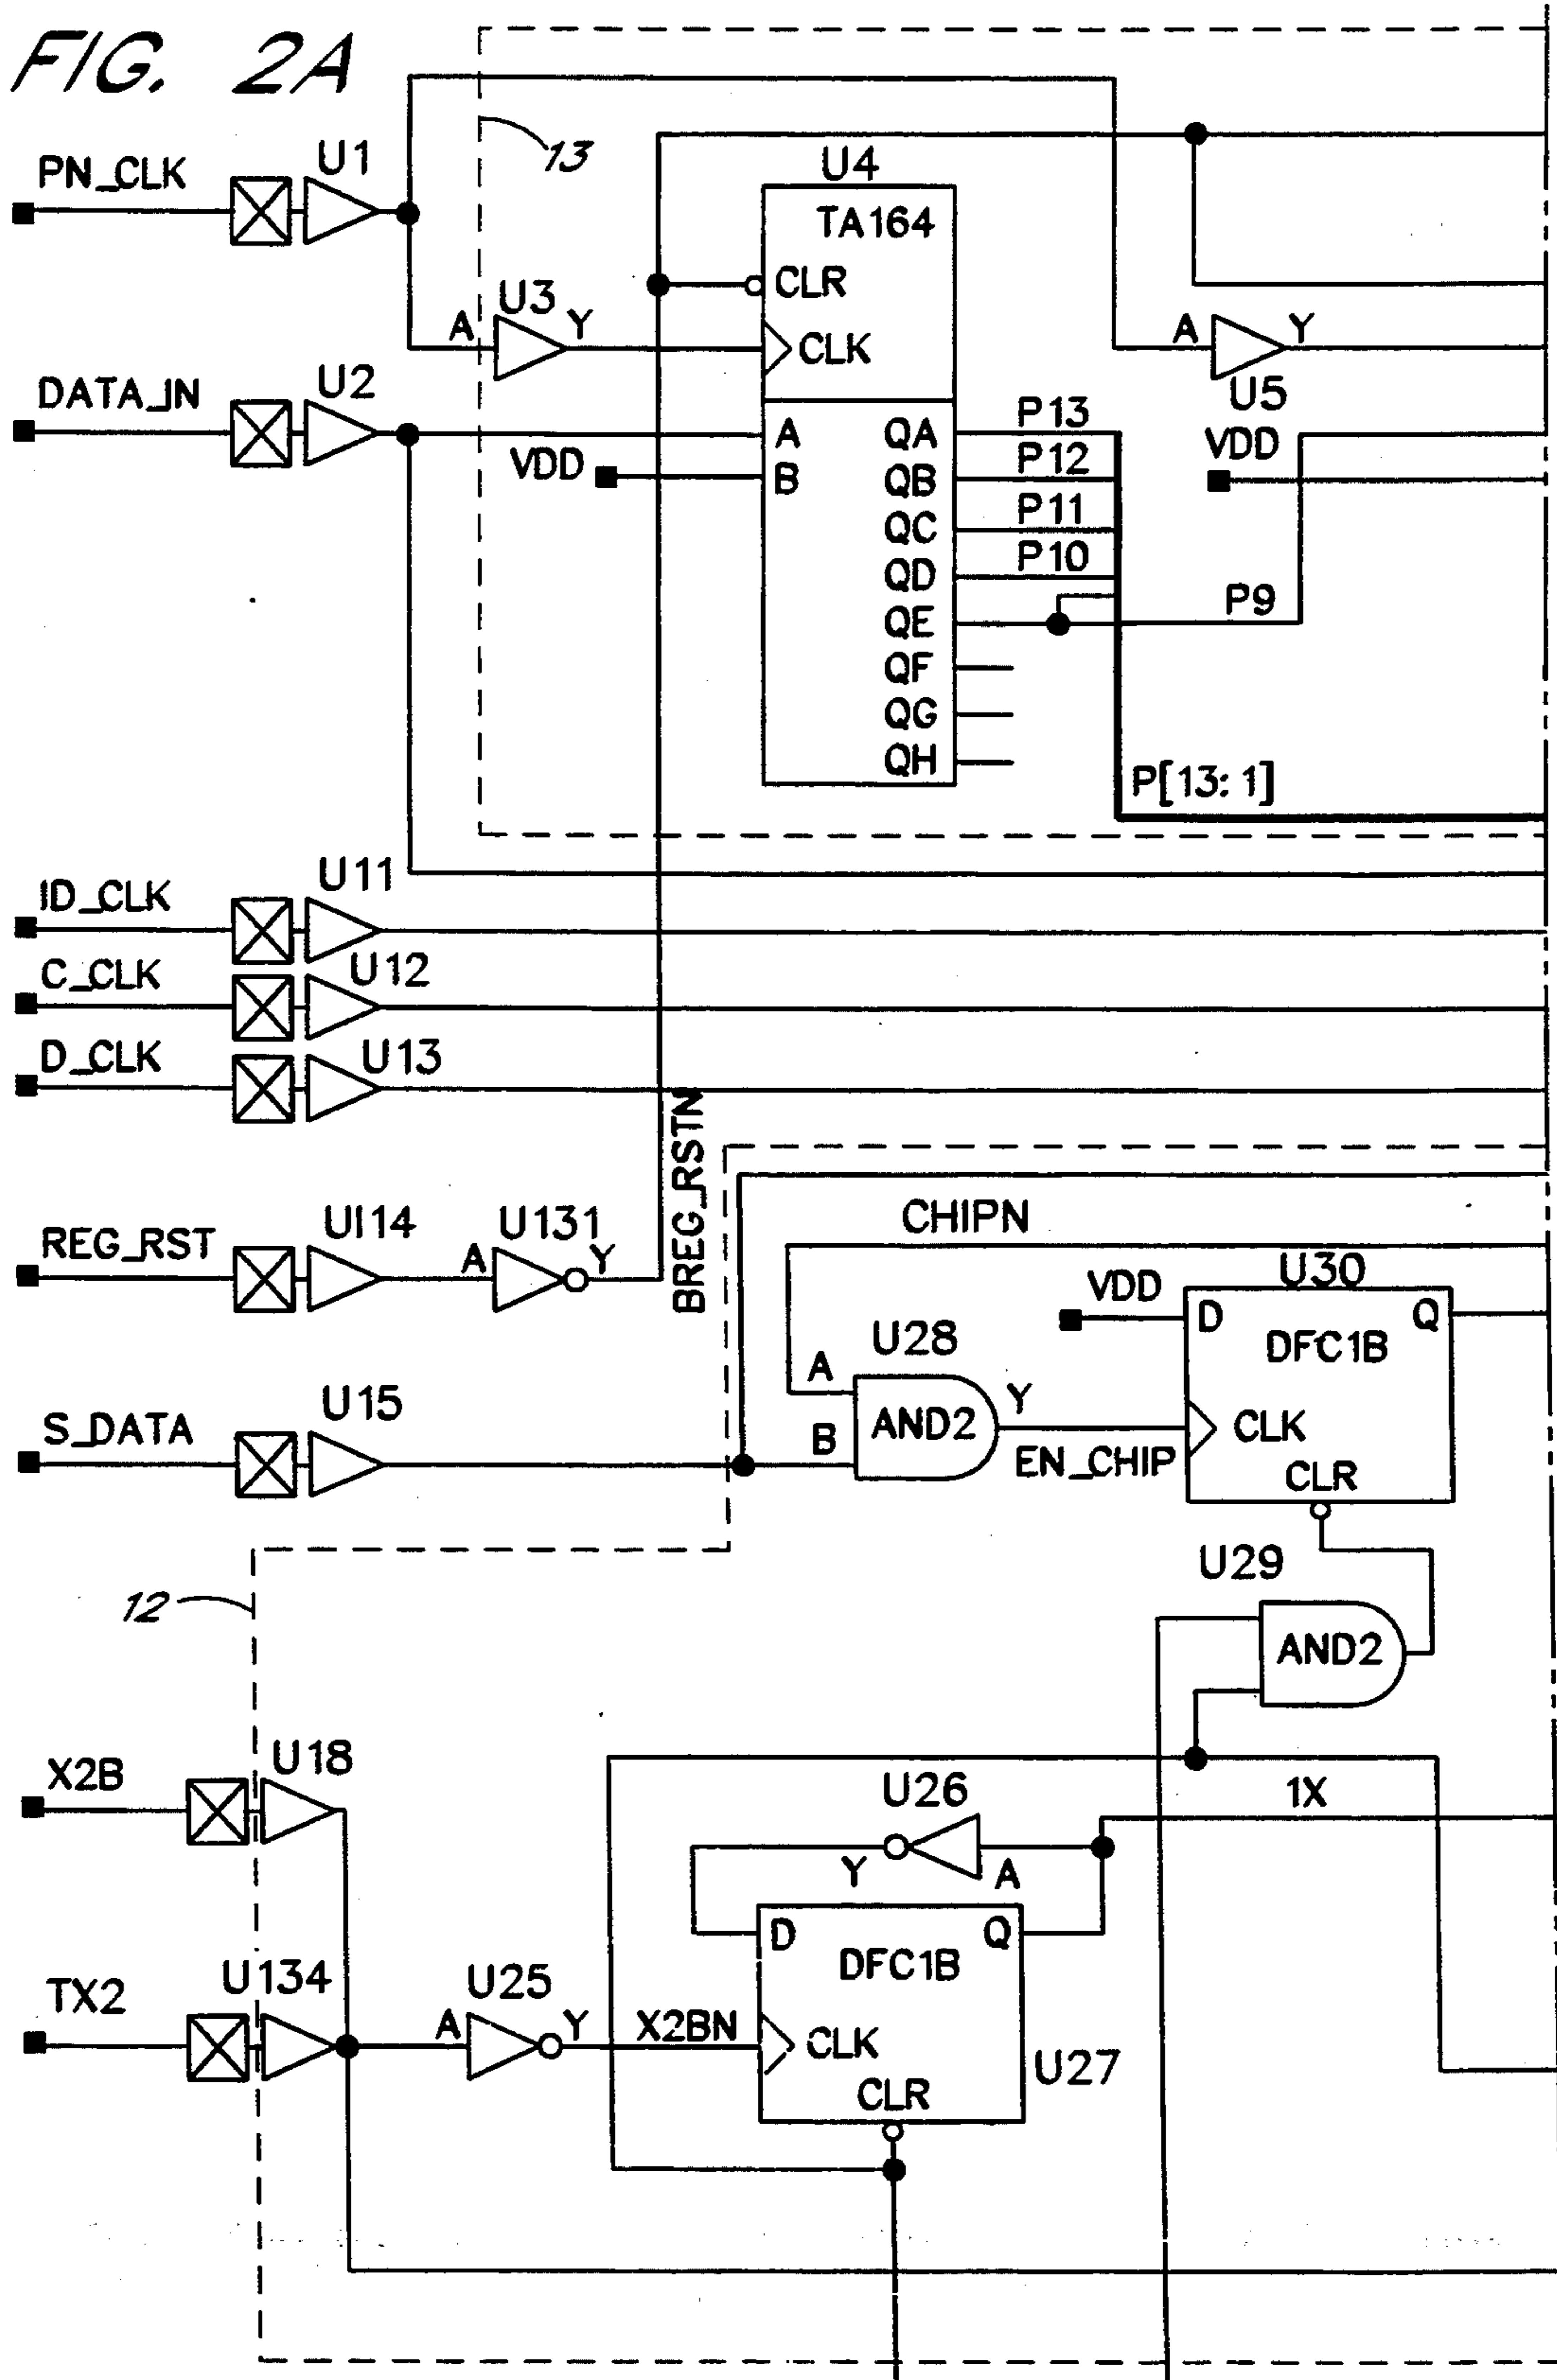 FIG. 2A
PN_CLK
U1
13
U4
TA164
CLR
CLK
A U3 Y
A Y
U5
DATA_IN
U2
VDD
A
B
QA P13
QB P12
QC P11
QD P10
QE P9
QF
QG
QH
VDD
P[13:1]
ID_CLK
U11
C_CLK
U12
D_CLK
U13
BREG_RSTN
REG_RST
UI14
A U131 Y
CHIPN
S_DATA
U15
U28
A
B
AND2
Y
EN_CHIP
VDD
U30
D Q
DFC1B
CLK
CLR
U29
AND2
12
X2B
U18
U26
Y A
1X
D Q
DFC1B
CLK
CLR
U27
TX2
U134
A U25 Y
X2BN